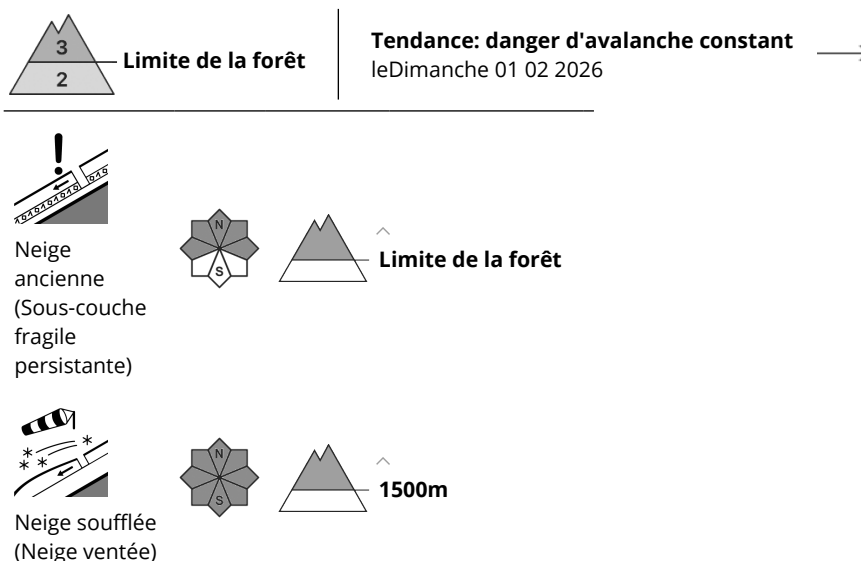 3
2
Limite de la forêt
Tendance: danger d'avalanche constant
leDimanche 01 02 2026
Neige
ancienne
(Sous-couche
fragile
persistante)
N
S
Limite de la forêt
Neige soufflée
(Neige ventée)
N
S
1500m